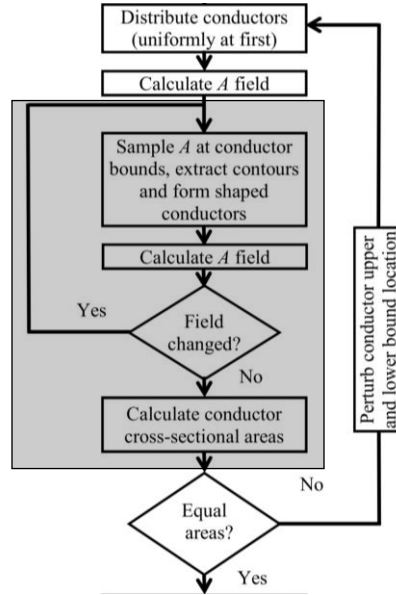 Distribute conductors
(uniformly at first)
Calculate A field
Sample A at conductor
bounds, extract contours
and form shaped
conductors
Calculate A field
Yes
Field
changed?
No
Calculate conductor
cross-sectional areas
No
Equal
areas?
Yes
Perturb conductor upper
and lower bound location